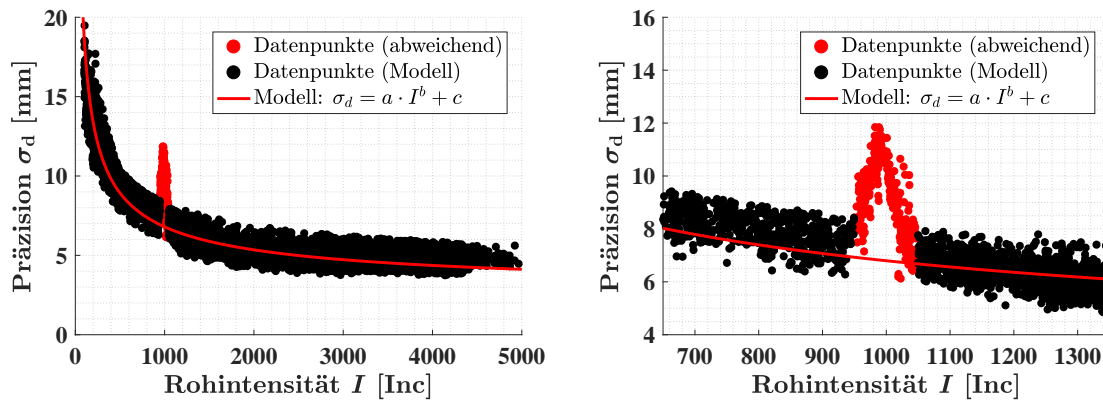 20
15
10
5
0
Präzision σ_d [mm]
Datenpunkte (abweichend)
Datenpunkte (Modell)
Modell: σ_d = a · I^b + c
0 1000 2000 3000 4000 5000
Rohintensität I [Inc]
16
14
12
10
8
6
4
Präzision σ_d [mm]
Datenpunkte (abweichend)
Datenpunkte (Modell)
Modell: σ_d = a · I^b + c
700 800 900 1000 1100 1200 1300
Rohintensität I [Inc]